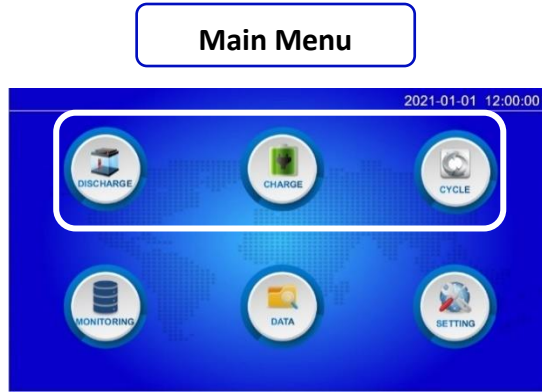 Main Menu
2021-01-01 12:00:00
DISCHARGE
CHARGE
CYCLE
MONITORING
DATA
SETTING